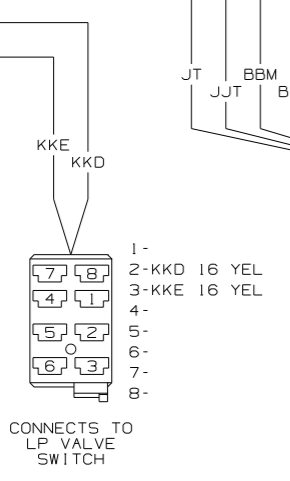 JT
BBM
JJT
B
KKE
KKD
1-
2-KKD 16 YEL
3-KKE 16 YEL
4-
5-
6-
7-
8-
7 8
4 1
5 2
6 3
CONNECTS TO
LP VALVE
SWITCH